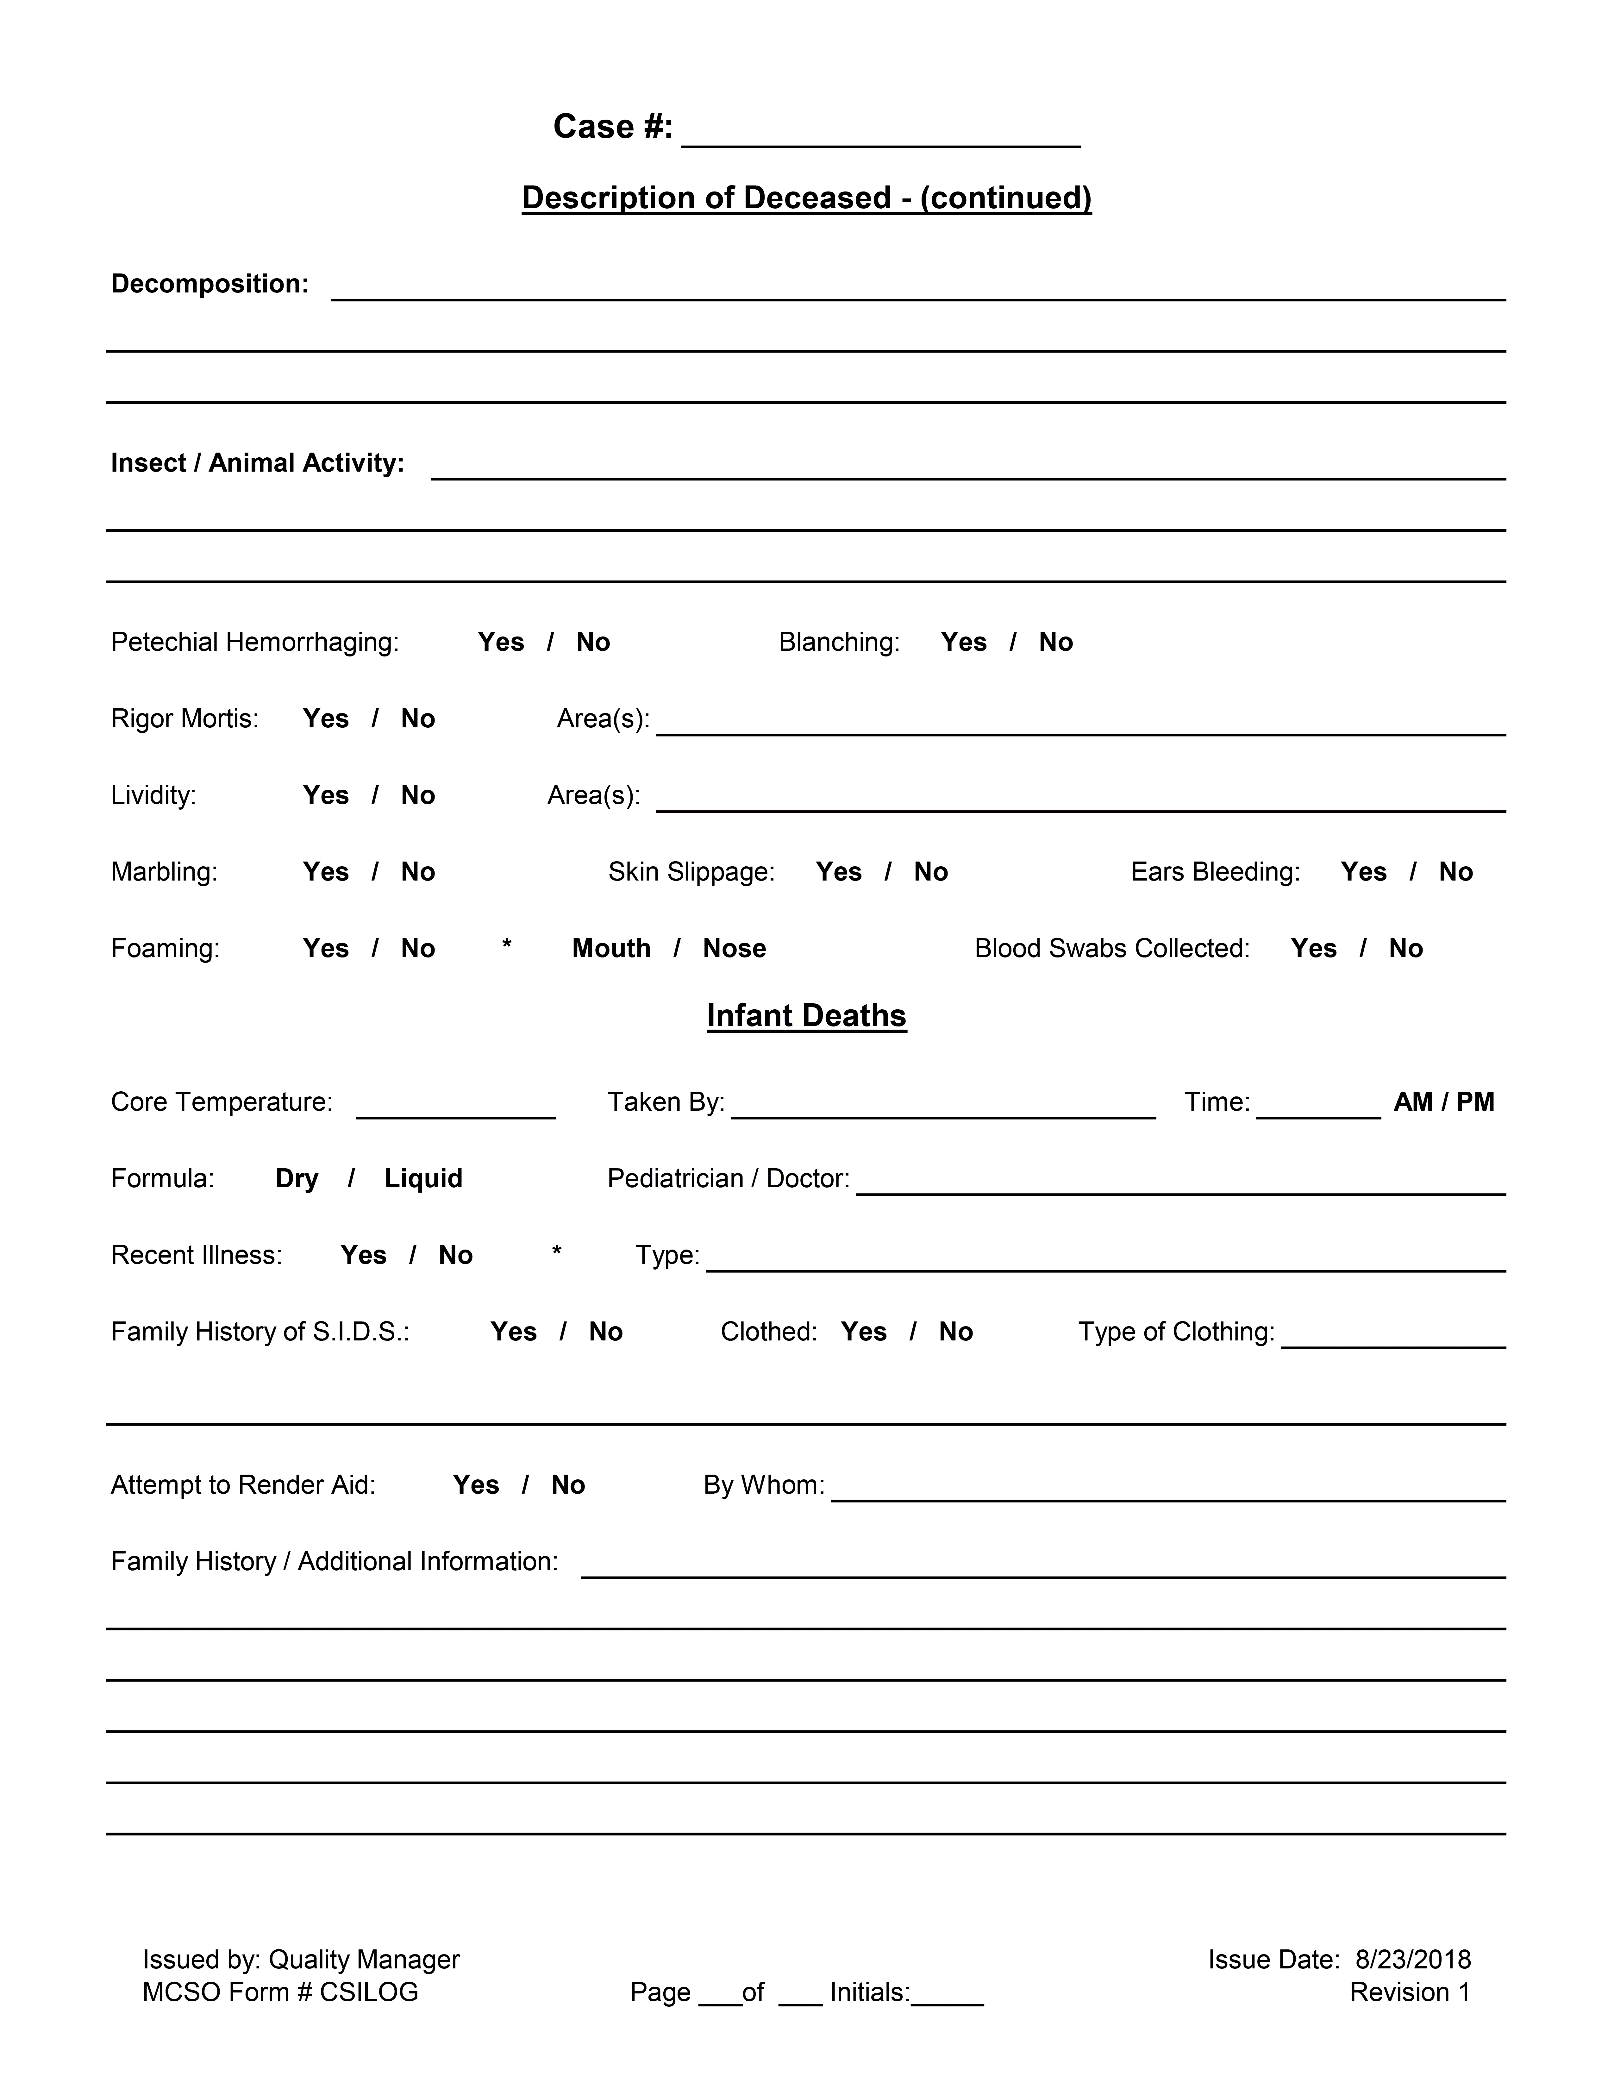 Case #: ________________
Description of Deceased - (continued)
Decomposition:
Insect / Animal Activity:
Petechial Hemorrhaging: Yes / No Blanching: Yes / No
Rigor Mortis: Yes / No Area(s):
Lividity: Yes / No Area(s):
Marbling: Yes / No Skin Slippage: Yes / No Ears Bleeding: Yes / No
Foaming: Yes / No * Mouth / Nose Blood Swabs Collected: Yes / No
Infant Deaths
Core Temperature: Taken By: Time: AM / PM
Formula: Dry / Liquid Pediatrician / Doctor:
Recent Illness: Yes / No * Type:
Family History of S.I.D.S.: Yes / No Clothed: Yes / No Type of Clothing:
Attempt to Render Aid: Yes / No By Whom:
Family History / Additional Information:
Issued by: Quality Manager Issue Date: 8/23/2018
MCSO Form # CSILOG Page ___of ___ Initials:_____ Revision 1